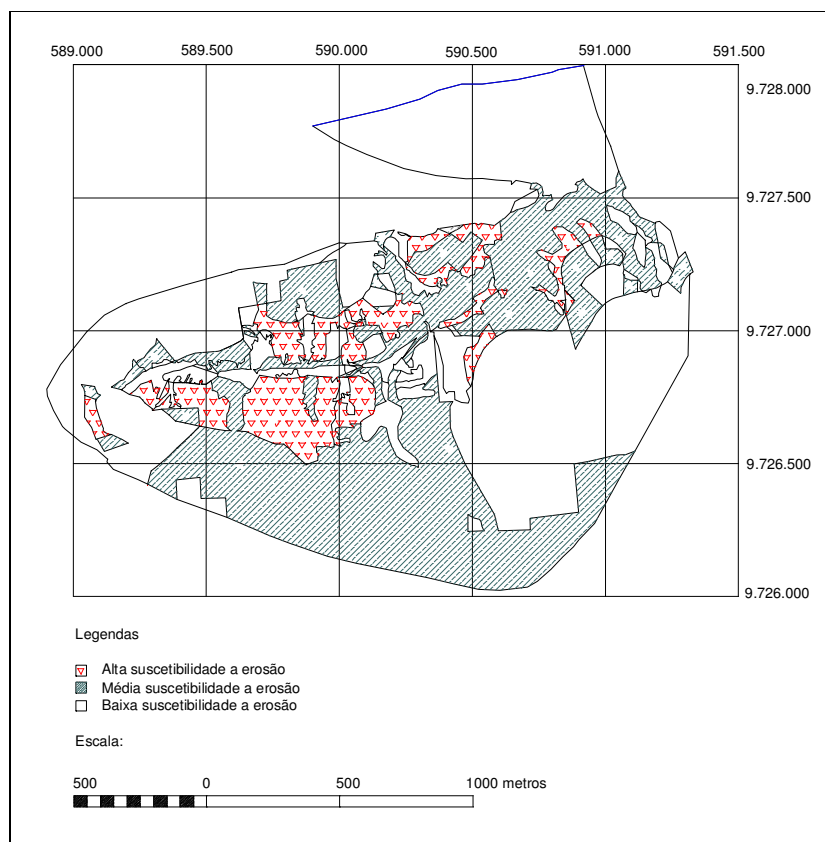 589.000 589.500 590.000 590.500 591.000 591.500
9.728.000
9.727.500
9.727.000
9.726.500
9.726.000
Legendas
Alta suscetibilidade a erosão
Média suscetibilidade a erosão
Baixa suscetibilidade a erosão
Escala:
500 0 500 1000 metros